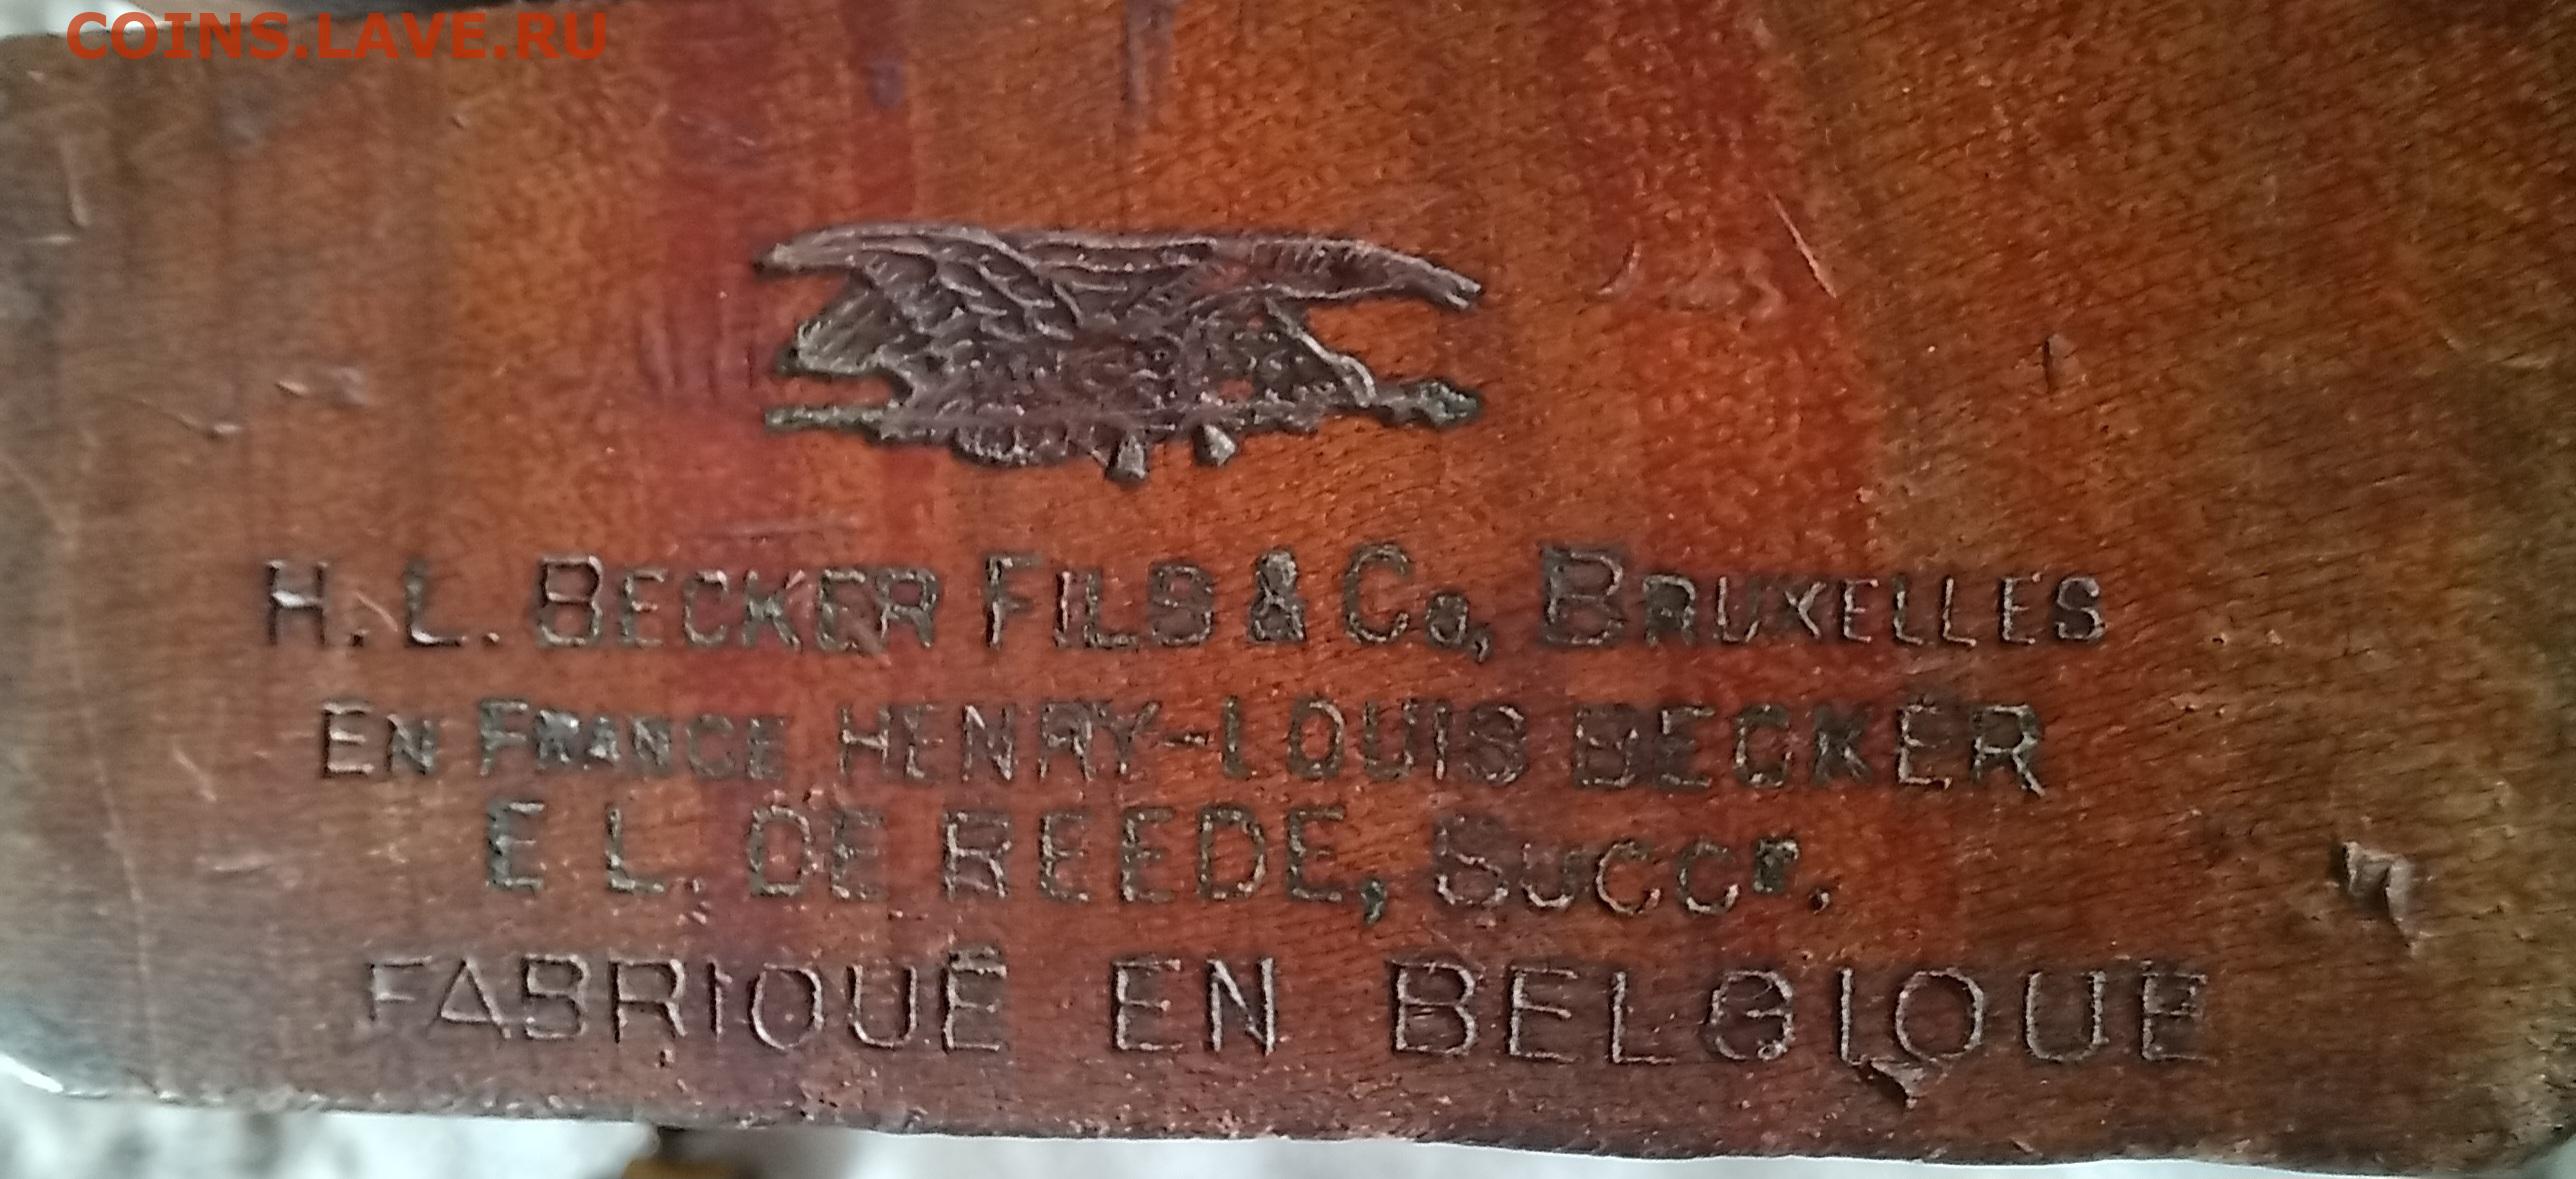 COINS.LAVE.RU
H. L. BECKER FILS & Co, BRUXELLES
EN FRANCE HENRY-LOUIS BECKER
E L. DE REEDE, Succr.
FABRIQUÉ EN BELGIQUE